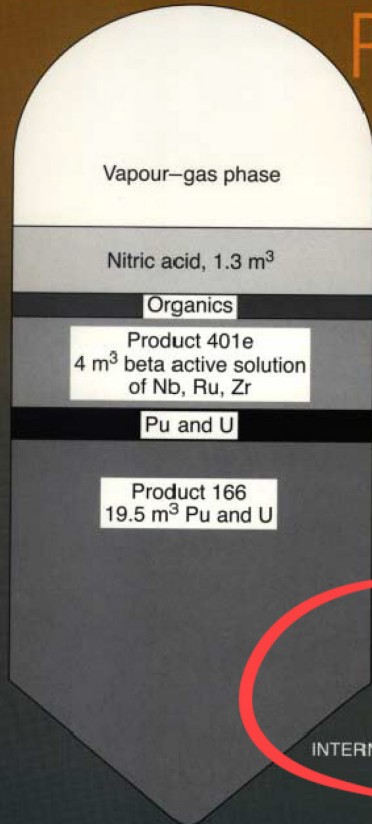 Vapour–gas phase
Nitric acid, 1.3 m³
Organics
Product 401e
4 m³ beta active solution
of Nb, Ru, Zr
Pu and U
Product 166
19.5 m³ Pu and U